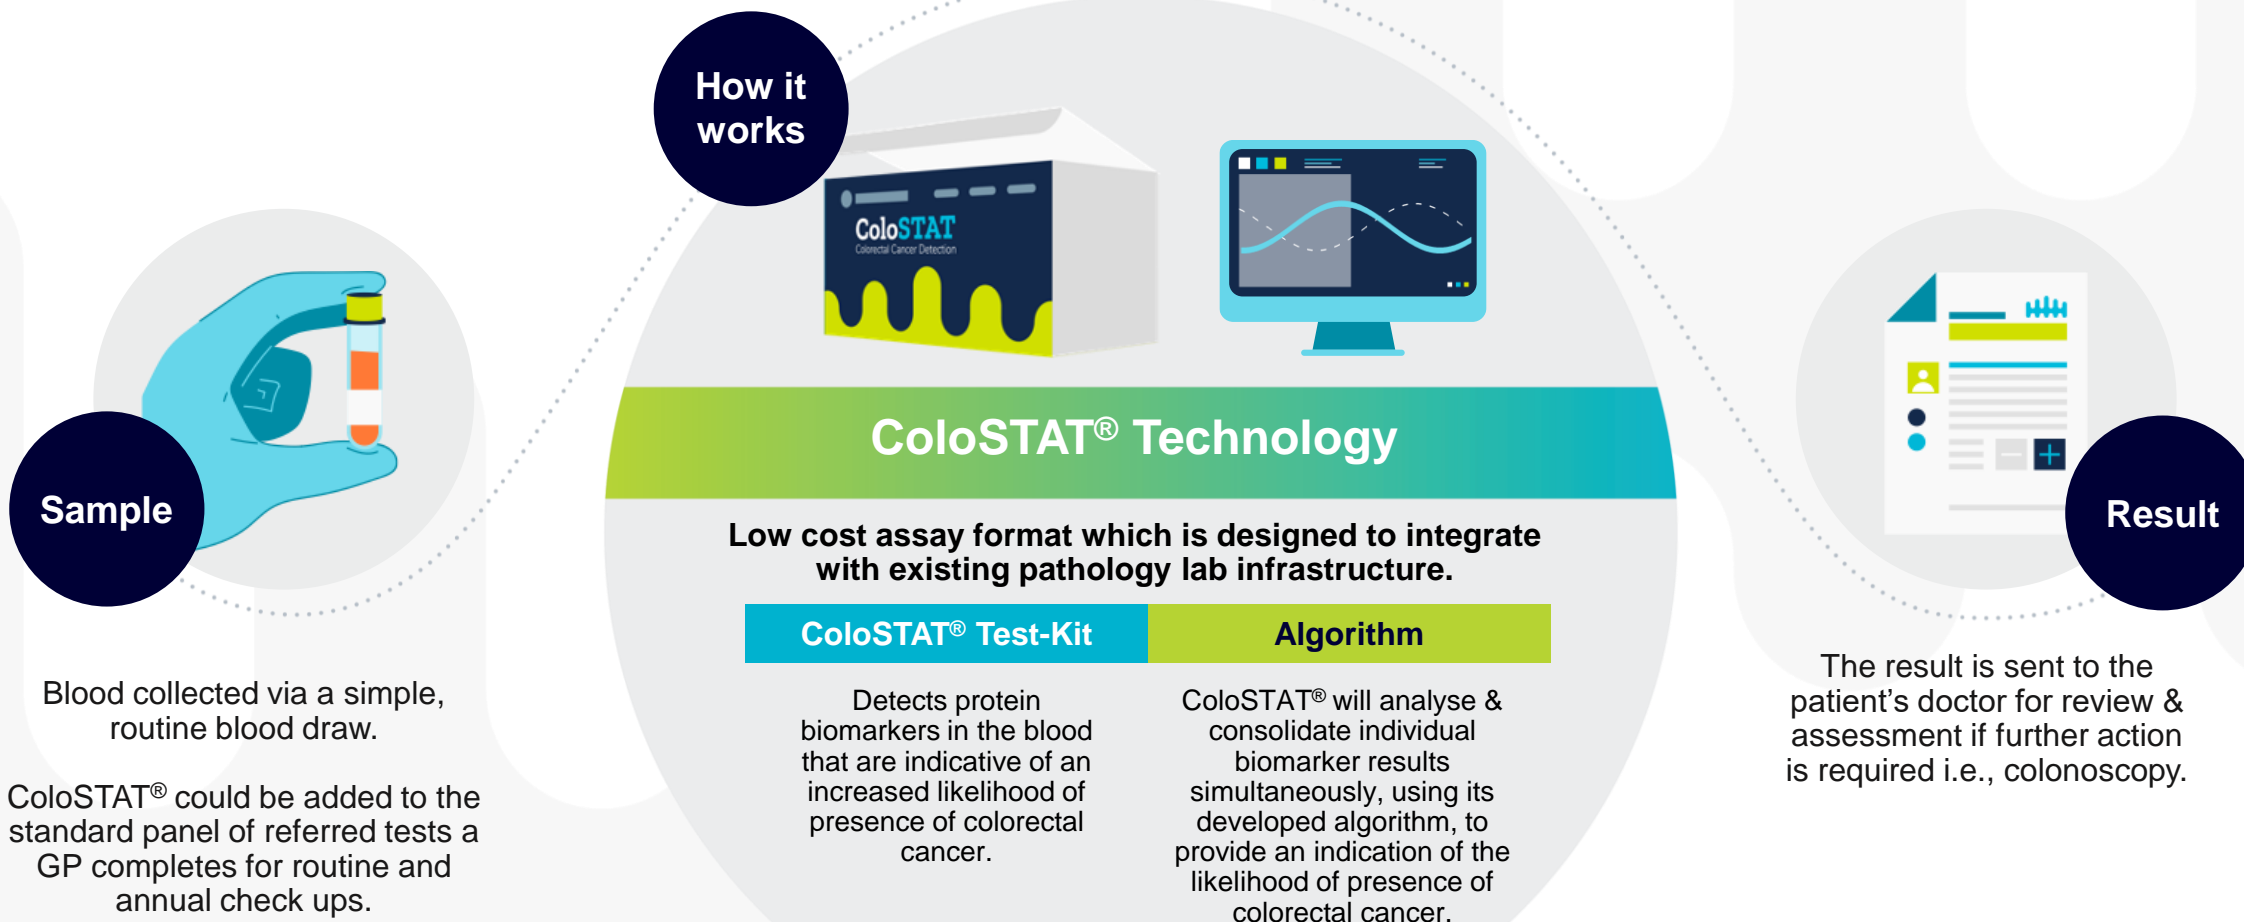 How it
works
ColoSTAT
Colorectal Cancer Detection
Sample
Blood collected via a simple,
routine blood draw.
ColoSTAT® could be added to the
standard panel of referred tests a
GP completes for routine and
annual check ups.
ColoSTAT® Technology
Low cost assay format which is designed to integrate
with existing pathology lab infrastructure.
ColoSTAT® Test-Kit
Detects protein
biomarkers in the blood
that are indicative of an
increased likelihood of
presence of colorectal
cancer.
Algorithm
ColoSTAT® will analyse &
consolidate individual
biomarker results
simultaneously, using its
developed algorithm, to
provide an indication of the
likelihood of presence of
colorectal cancer.
Result
The result is sent to the
patient’s doctor for review &
assessment if further action
is required i.e., colonoscopy.